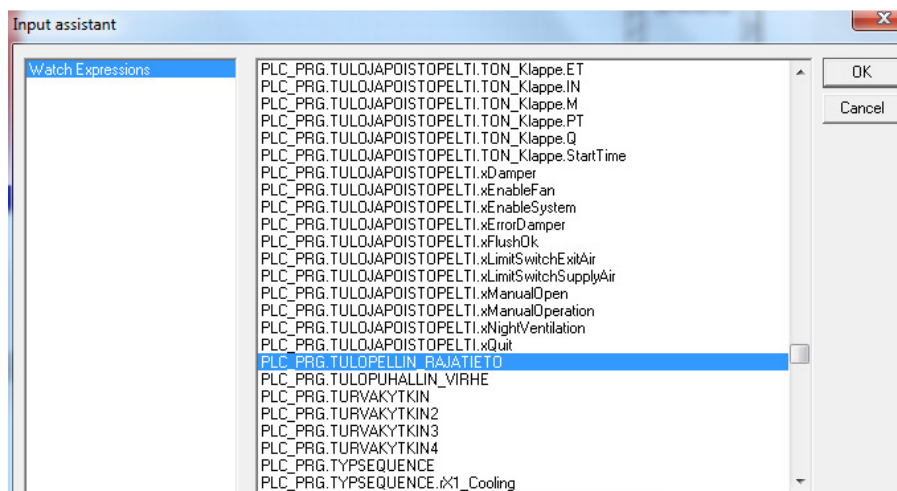 Input assistant
Watch Expressions
PLC_PRG.TULOJAPOISTOPELTI.TON_Klappe.ET
PLC_PRG.TULOJAPOISTOPELTI.TON_Klappe.IN
PLC_PRG.TULOJAPOISTOPELTI.TON_Klappe.M
PLC_PRG.TULOJAPOISTOPELTI.TON_Klappe.PT
PLC_PRG.TULOJAPOISTOPELTI.TON_Klappe.Q
PLC_PRG.TULOJAPOISTOPELTI.TON_Klappe.StartTime
PLC_PRG.TULOJAPOISTOPELTI.xDamper
PLC_PRG.TULOJAPOISTOPELTI.xEnableFan
PLC_PRG.TULOJAPOISTOPELTI.xEnableSystem
PLC_PRG.TULOJAPOISTOPELTI.xErrorDamper
PLC_PRG.TULOJAPOISTOPELTI.xFlushOk
PLC_PRG.TULOJAPOISTOPELTI.xLimitSwitchExitAir
PLC_PRG.TULOJAPOISTOPELTI.xLimitSwitchSupplyAir
PLC_PRG.TULOJAPOISTOPELTI.xManualOpen
PLC_PRG.TULOJAPOISTOPELTI.xManualOperation
PLC_PRG.TULOJAPOISTOPELTI.xNightVentilation
PLC_PRG.TULOJAPOISTOPELTI.xQuit
PLC_PRG.TULOPELLIN_RAJATIETO
PLC_PRG.TULOPUHALLIN_VIRHE
PLC_PRG.TURVAKYTKIN
PLC_PRG.TURVAKYTKIN2
PLC_PRG.TURVAKYTKIN3
PLC_PRG.TURVAKYTKIN4
PLC_PRG.TYPSEQUENCE
PLC_PRG.TYPSEQUENCE.rX1_Cooling
OK
Cancel